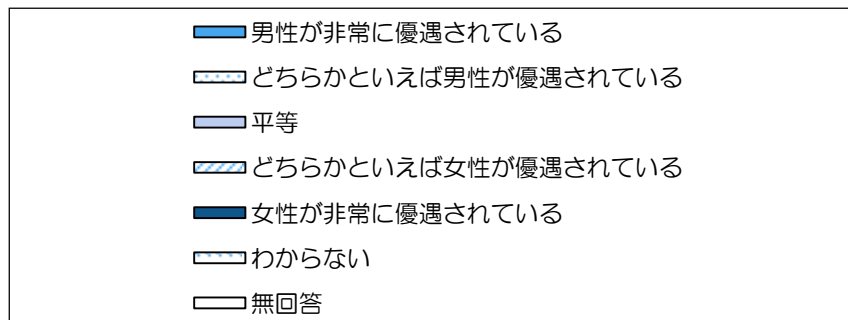 男性が非常に優遇されている
どちらかといえば男性が優遇されている
平等
どちらかといえば女性が優遇されている
女性が非常に優遇されている
わからない
無回答